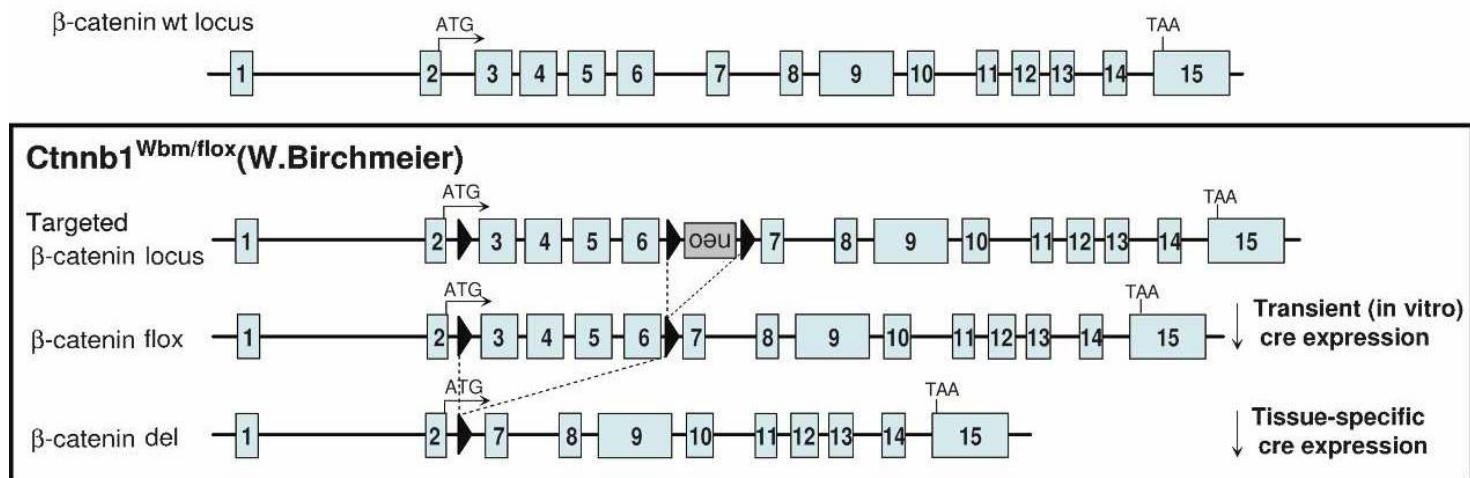 β-catenin wt locus
ATG
TAA
1 2 3 4 5 6 7 8 9 10 11 12 13 14 15
Ctnnb1Wbm/flox(W.Birchmeier)
Targeted
β-catenin locus
ATG
TAA
1 2 3 4 5 6 neo 7 8 9 10 11 12 13 14 15
β-catenin flox
ATG
TAA
1 2 3 4 5 6 7 8 9 10 11 12 13 14 15
Transient (in vitro)
cre expression
β-catenin del
ATG
TAA
1 2 7 8 9 10 11 12 13 14 15
Tissue-specific
cre expression